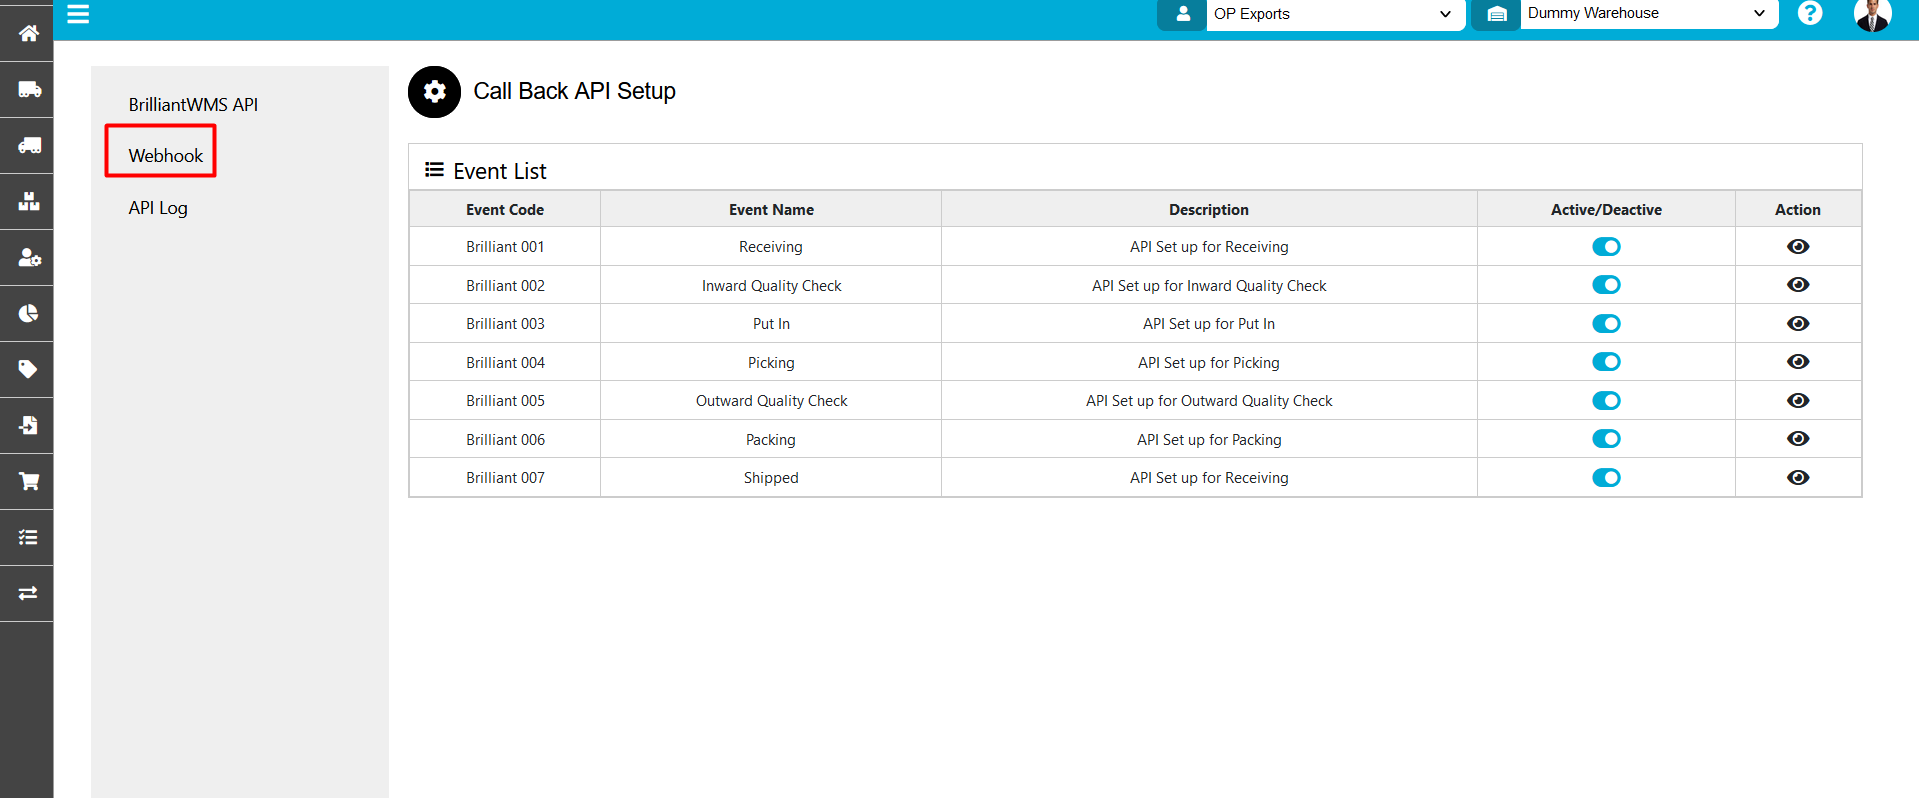 OP Exports
Dummy Warehouse
?
BrilliantWMS API
Webhook
API Log
Call Back API Setup
Event List
Event Code Event Name Description Active/Deactive Action
Brilliant 001 Receiving API Set up for Receiving
Brilliant 002 Inward Quality Check API Set up for Inward Quality Check
Brilliant 003 Put In API Set up for Put In
Brilliant 004 Picking API Set up for Picking
Brilliant 005 Outward Quality Check API Set up for Outward Quality Check
Brilliant 006 Packing API Set up for Packing
Brilliant 007 Shipped API Set up for Receiving